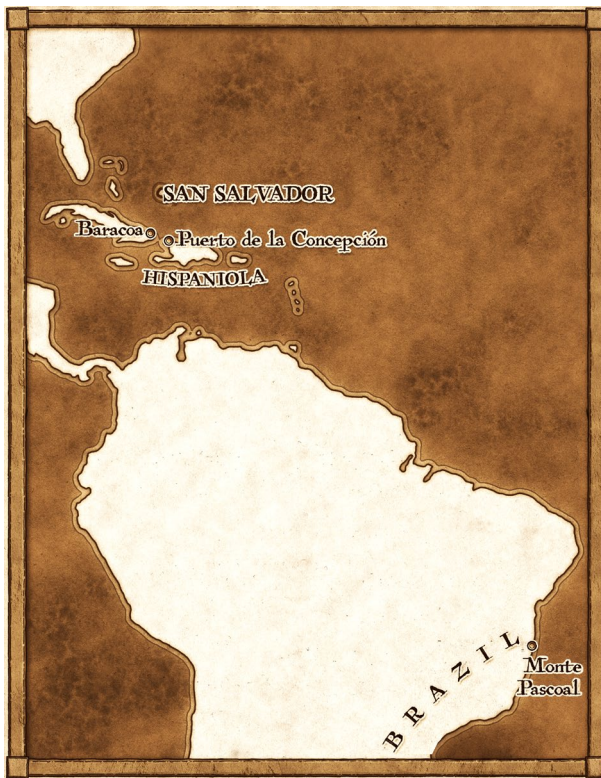 SAN SALVADOR
Baracoa
Puerto de la Concepción
HISPANIOLA
BRAZIL
Monte
Pascoal